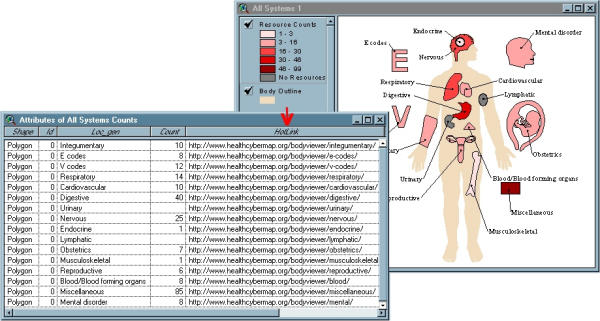 All Systems 1
Resource Counts
1 - 3
3 - 16
16 - 30
30 - 46
46 - 99
No Resources
Body Outline
Endocrine
Mental disorder
E codes
Nervous
Respiratory
Cardiovascular
Digestive
Lymphatic
Obstetrics
Urinary
Blood/Blood forming organs
Miscellaneous
Musculoskeletal
Attributes of All Systems Counts
Shape Id Loc_gen Count HotLink
Polygon 0 Integumentary 10 http://www.healthcybermap.org/bodyviewer/integumentary/
Polygon 0 E codes 8 http://www.healthcybermap.org/bodyviewer/e-codes/
Polygon 0 V codes 12 http://www.healthcybermap.org/bodyviewer/v-codes/
Polygon 0 Respiratory 14 http://www.healthcybermap.org/bodyviewer/respiratory/
Polygon 0 Cardiovascular 10 http://www.healthcybermap.org/bodyviewer/cardiovascular/
Polygon 0 Digestive 40 http://www.healthcybermap.org/bodyviewer/digestive/
Polygon 0 Urinary http://www.healthcybermap.org/bodyviewer/urinary/
Polygon 0 Nervous 25 http://www.healthcybermap.org/bodyviewer/nervous/
Polygon 0 Endocrine 1 http://www.healthcybermap.org/bodyviewer/endocrine/
Polygon 0 Lymphatic http://www.healthcybermap.org/bodyviewer/lymphatic/
Polygon 0 Obstetrics 7 http://www.healthcybermap.org/bodyviewer/obstetrics/
Polygon 0 Musculoskeletal 1 http://www.healthcybermap.org/bodyviewer/musculoskeletal
Polygon 0 Reproductive 6 http://www.healthcybermap.org/bodyviewer/reproductive/
Polygon 0 Blood/Blood forming organs 8 http://www.healthcybermap.org/bodyviewer/blood/
Polygon 0 Miscellaneous 85 http://www.healthcybermap.org/bodyviewer/miscellaneous/
Polygon 0 Mental disorder 8 http://www.healthcybermap.org/bodyviewer/mental/